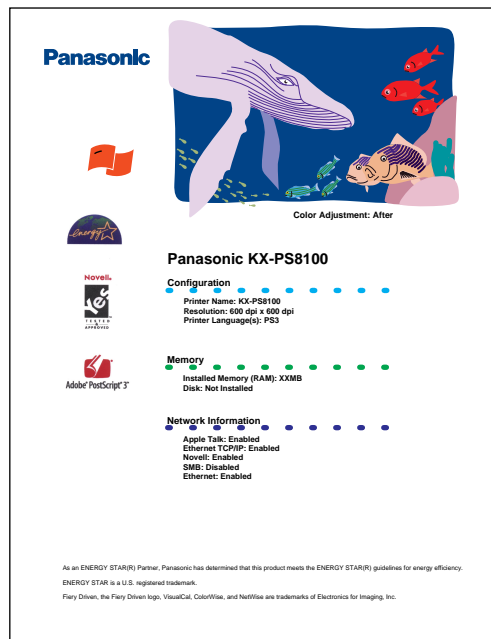 Panasonic
Color Adjustment: After
energy
Panasonic KX-PS8100
Novell.
Yes
TESTED
&
APPROVED
Configuration
Printer Name: KX-PS8100
Resolution: 600 dpi x 600 dpi
Printer Language(s): PS3
Adobe® PostScript® 3™
Memory
Installed Memory (RAM): XXMB
Disk: Not Installed
Network Information
Apple Talk: Enabled
Ethernet TCP/IP: Enabled
Novell: Enabled
SMB: Disabled
Ethernet: Enabled
As an ENERGY STAR(R) Partner, Panasonic has determined that this product meets the ENERGY STAR(R) guidelines for energy efficiency.
ENERGY STAR is a U.S. registered trademark.
Fiery Driven, the Fiery Driven logo, VisualCal, ColorWise, and NetWise are trademarks of Electronics for Imaging, Inc.